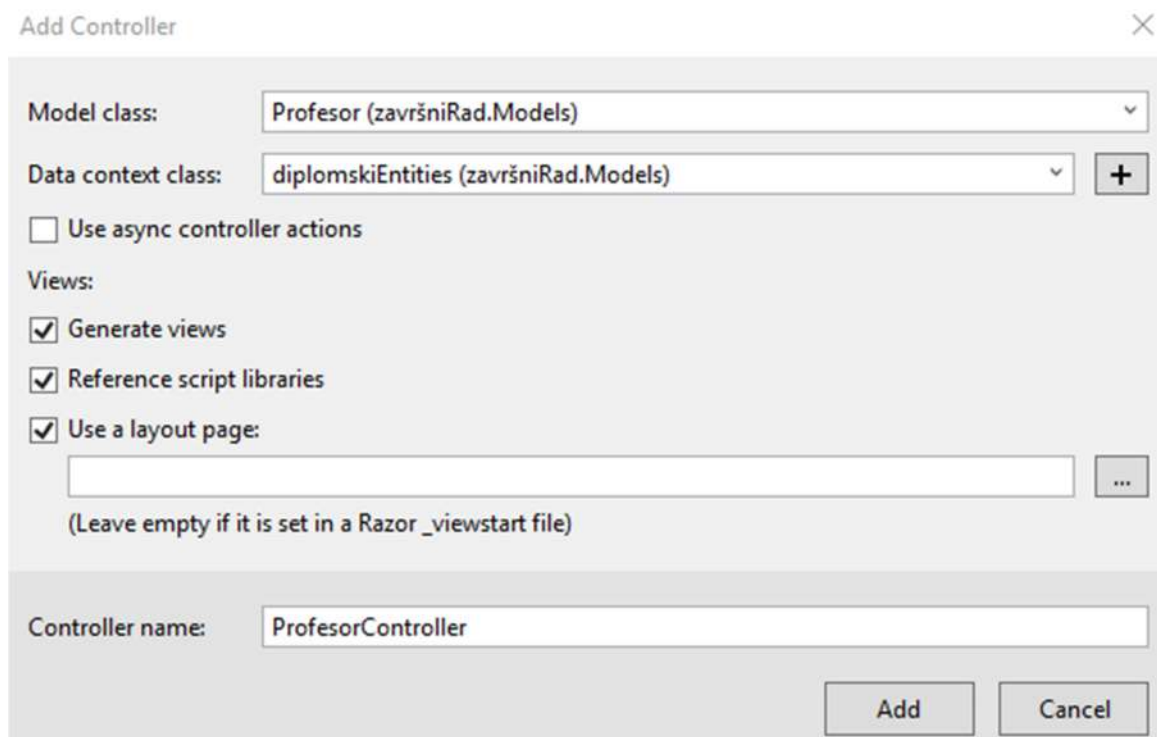 Add Controller
Model class: Profesor (završniRad.Models)
Data context class: diplomskiEntities (završniRad.Models) +
Use async controller actions
Views:
Generate views
Reference script libraries
Use a layout page:
...
(Leave empty if it is set in a Razor _viewstart file)
Controller name: ProfesorController
Add Cancel